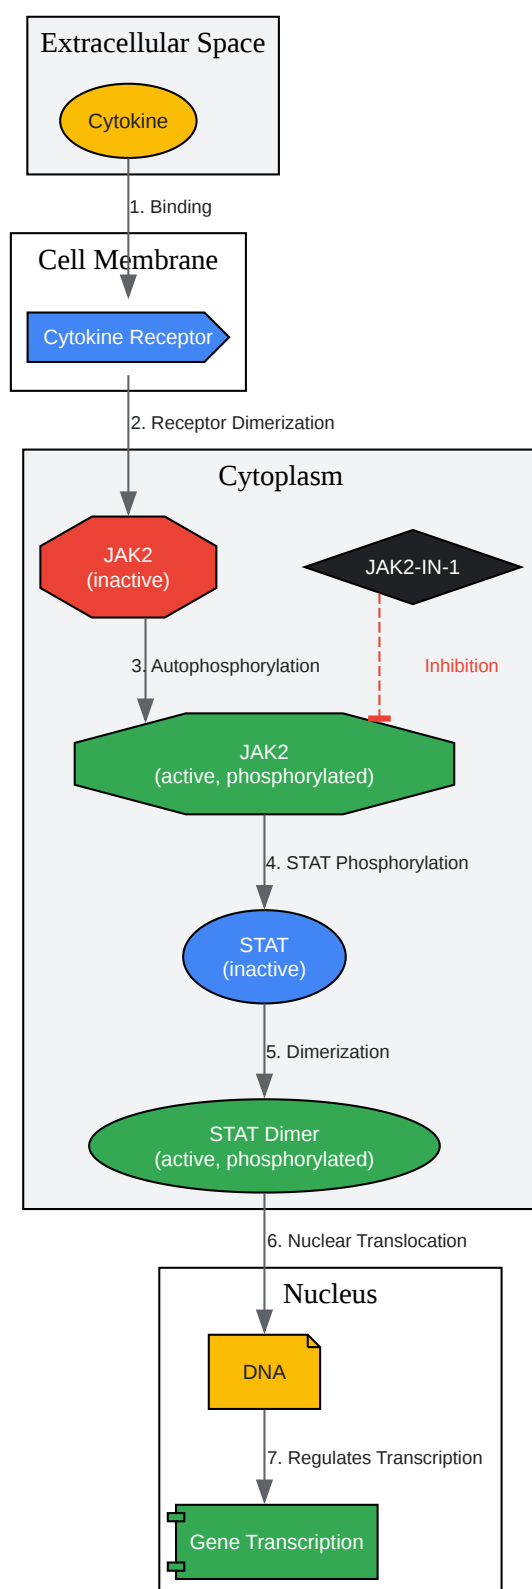 Extracellular Space
Cytokine
1. Binding
Cell Membrane
Cytokine Receptor
2. Receptor Dimerization
Cytoplasm
JAK2
(inactive)
JAK2-IN-1
3. Autophosphorylation
Inhibition
JAK2
(active, phosphorylated)
4. STAT Phosphorylation
STAT
(inactive)
5. Dimerization
STAT Dimer
(active, phosphorylated)
6. Nuclear Translocation
Nucleus
DNA
7. Regulates Transcription
Gene Transcription